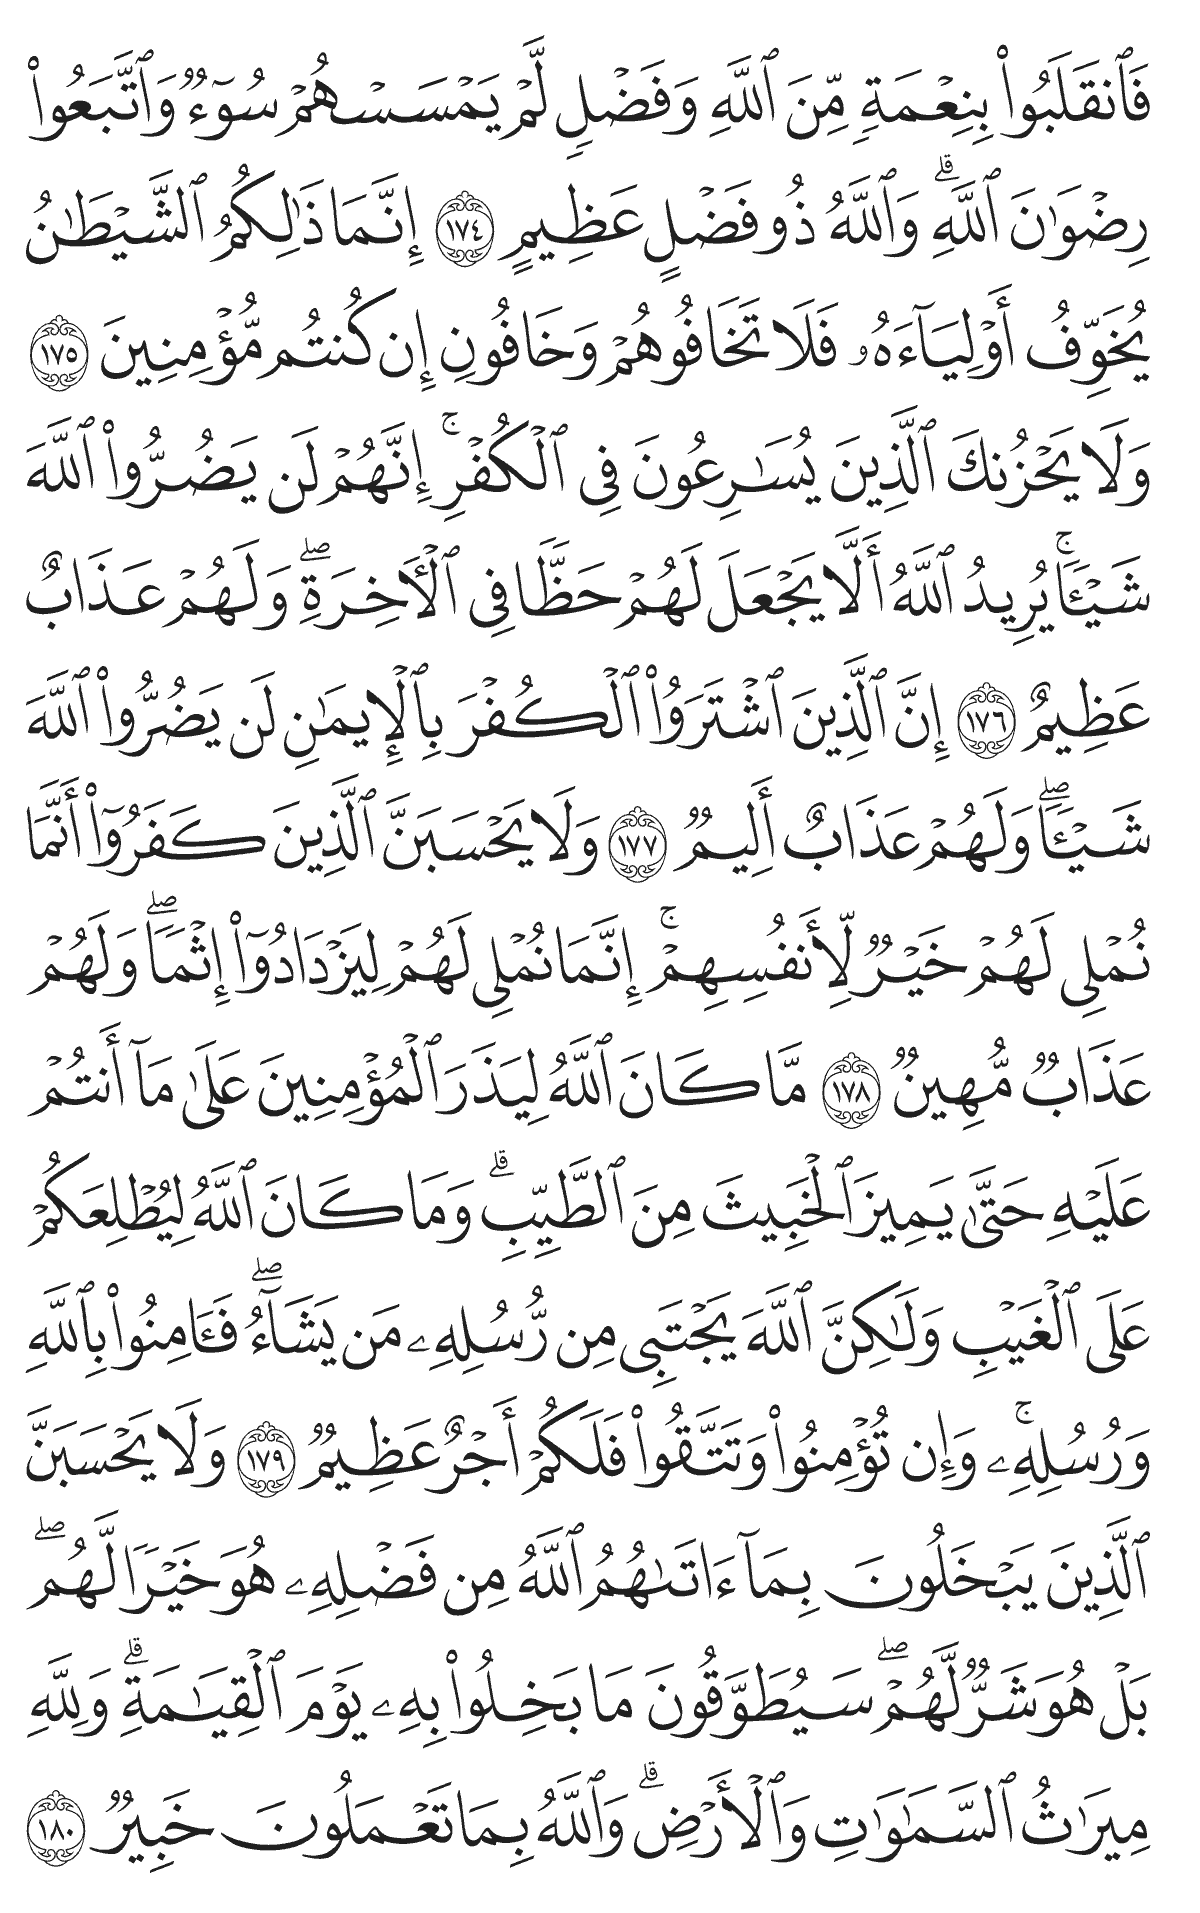 فَٱنقَلَبُوا۟ بِنِعْمَةٍ مِّنَ ٱللَّهِ وَفَضْلٍ لَّمْ يَمْسَسْهُمْ سُوٓءٌ وَٱتَّبَعُوا۟
رِضْوَٰنَ ٱللَّهِ ۗ وَٱللَّهُ ذُو فَضْلٍ عَظِيمٍ ١٧٤ إِنَّمَا ذَٰلِكُمُ ٱلشَّيْطَٰنُ
يُخَوِّفُ أَوْلِيَآءَهُۥ فَلَا تَخَافُوهُمْ وَخَافُونِ إِن كُنتُم مُّؤْمِنِينَ ١٧٥
وَلَا يَحْزُنكَ ٱلَّذِينَ يُسَٰرِعُونَ فِى ٱلْكُفْرِ ۚ إِنَّهُمْ لَن يَضُرُّوا۟ ٱللَّهَ
شَيْـًٔا ۚ يُرِيدُ ٱللَّهُ أَلَّا يَجْعَلَ لَهُمْ حَظًّا فِى ٱلْـَٔاخِرَةِ ۖ وَلَهُمْ عَذَابٌ
عَظِيمٌ ١٧٦ إِنَّ ٱلَّذِينَ ٱشْتَرَوُا۟ ٱلْكُفْرَ بِٱلْإِيمَٰنِ لَن يَضُرُّوا۟ ٱللَّهَ
شَيْـًٔا ۖ وَلَهُمْ عَذَابٌ أَلِيمٌ ١٧٧ وَلَا يَحْسَبَنَّ ٱلَّذِينَ كَفَرُوٓا۟ أَنَّمَا
نُمْلِى لَهُمْ خَيْرٌ لِّأَنفُسِهِمْ ۚ إِنَّمَا نُمْلِى لَهُمْ لِيَزْدَادُوٓا۟ إِثْمًا ۖ وَلَهُمْ
عَذَابٌ مُّهِينٌ ١٧٨ مَّا كَانَ ٱللَّهُ لِيَذَرَ ٱلْمُؤْمِنِينَ عَلَىٰ مَآ أَنتُمْ
عَلَيْهِ حَتَّىٰ يَمِيزَ ٱلْخَبِيثَ مِنَ ٱلطَّيِّبِ ۗ وَمَا كَانَ ٱللَّهُ لِيُطْلِعَكُمْ
عَلَى ٱلْغَيْبِ وَلَٰكِنَّ ٱللَّهَ يَجْتَبِى مِن رُّسُلِهِۦ مَن يَشَآءُ ۖ فَـَٔامِنُوا۟ بِٱللَّهِ
وَرُسُلِهِۦ ۚ وَإِن تُؤْمِنُوا۟ وَتَتَّقُوا۟ فَلَكُمْ أَجْرٌ عَظِيمٌ ١٧٩ وَلَا يَحْسَبَنَّ
ٱلَّذِينَ يَبْخَلُونَ بِمَآ ءَاتَىٰهُمُ ٱللَّهُ مِن فَضْلِهِۦ هُوَ خَيْرًا لَّهُم ۖ
بَلْ هُوَ شَرٌّ لَّهُمْ ۖ سَيُطَوَّقُونَ مَا بَخِلُوا۟ بِهِۦ يَوْمَ ٱلْقِيَٰمَةِ ۗ وَلِلَّهِ
مِيرَٰثُ ٱلسَّمَٰوَٰتِ وَٱلْأَرْضِ ۗ وَٱللَّهُ بِمَا تَعْمَلُونَ خَبِيرٌ ١٨٠